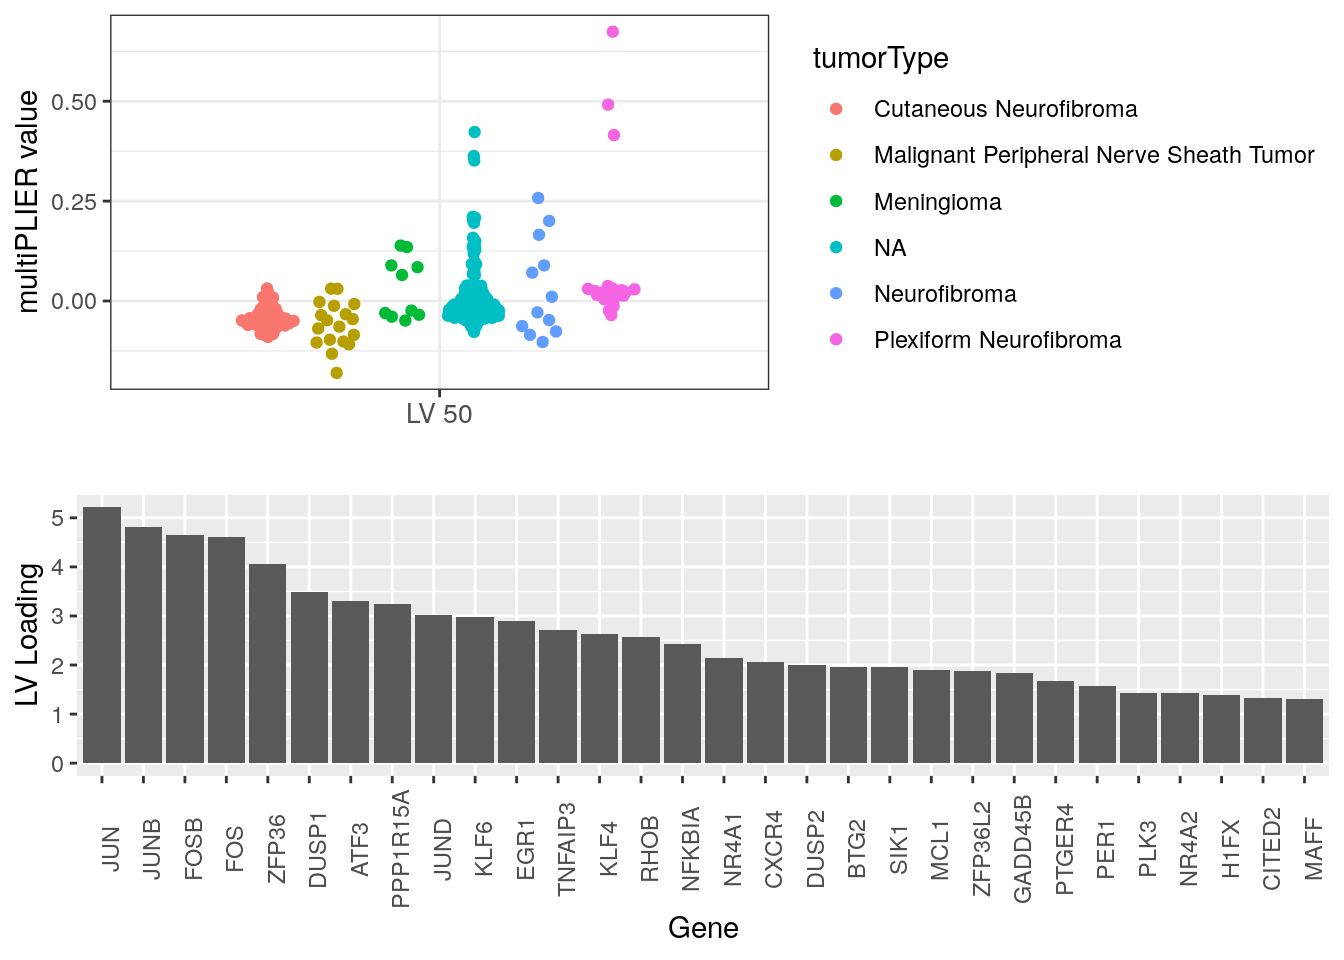 multiPLIER value
0.50
0.25
0.00
LV 50
tumorType
Cutaneous Neurofibroma
Malignant Peripheral Nerve Sheath Tumor
Meningioma
NA
Neurofibroma
Plexiform Neurofibroma
LV Loading
5
4
3
2
1
0
JUN
JUNB
FOSB
FOS
ZFP36
DUSP1
ATF3
PPP1R15A
JUND
KLF6
EGR1
TNFAIP3
KLF4
RHOB
NFKBIA
NR4A1
CXCR4
DUSP2
BTG2
SIK1
MCL1
ZFP36L2
GADD45B
PTGER4
PER1
PLK3
NR4A2
H1FX
CITED2
MAFF
Gene